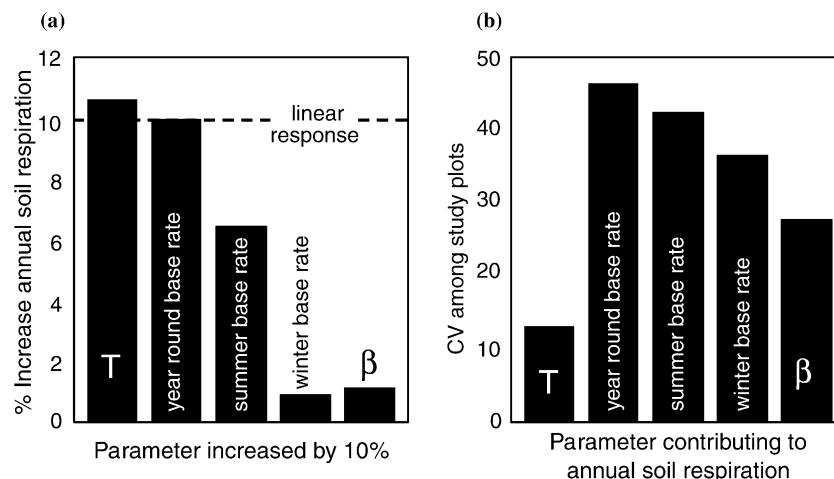 (a)
% Increase annual soil respiration
12
10
8
6
4
2
0
linear
response
T
year round base rate
summer base rate
winter base rate
β
Parameter increased by 10%
(b)
CV among study plots
50
40
30
20
10
0
T
year round base rate
summer base rate
winter base rate
β
Parameter contributing to
annual soil respiration